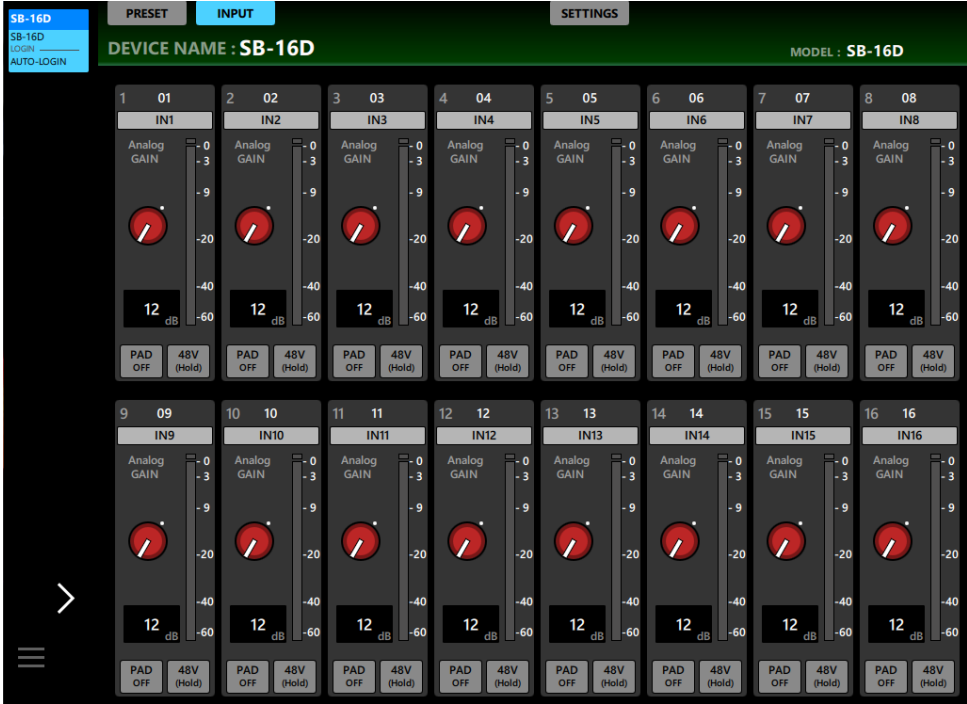 SB-16D PRESET INPUT SETTINGS
SB-16D
LOGIN
AUTO-LOGIN
DEVICE NAME : SB-16D MODEL : SB-16D
1 01 2 02 3 03 4 04 5 05 6 06 7 07 8 08
IN1 IN2 IN3 IN4 IN5 IN6 IN7 IN8
Analog - 0 Analog - 0 Analog - 0 Analog - 0 Analog - 0 Analog - 0 Analog - 0 Analog - 0
GAIN - 3 GAIN - 3 GAIN - 3 GAIN - 3 GAIN - 3 GAIN - 3 GAIN - 3 GAIN - 3
- 9 - 9 - 9 - 9 - 9 - 9 - 9 - 9
-20 -20 -20 -20 -20 -20 -20 -20
-40 -40 -40 -40 -40 -40 -40 -40
12 dB -60 12 dB -60 12 dB -60 12 dB -60 12 dB -60 12 dB -60 12 dB -60 12 dB -60
PAD 48V PAD 48V PAD 48V PAD 48V PAD 48V PAD 48V PAD 48V PAD 48V
OFF (Hold) OFF (Hold) OFF (Hold) OFF (Hold) OFF (Hold) OFF (Hold) OFF (Hold) OFF (Hold)
9 09 10 10 11 11 12 12 13 13 14 14 15 15 16 16
IN9 IN10 IN11 IN12 IN13 IN14 IN15 IN16
Analog - 0 Analog - 0 Analog - 0 Analog - 0 Analog - 0 Analog - 0 Analog - 0 Analog - 0
GAIN - 3 GAIN - 3 GAIN - 3 GAIN - 3 GAIN - 3 GAIN - 3 GAIN - 3 GAIN - 3
- 9 - 9 - 9 - 9 - 9 - 9 - 9 - 9
-20 -20 -20 -20 -20 -20 -20 -20
-40 -40 -40 -40 -40 -40 -40 -40
12 dB -60 12 dB -60 12 dB -60 12 dB -60 12 dB -60 12 dB -60 12 dB -60 12 dB -60
PAD 48V PAD 48V PAD 48V PAD 48V PAD 48V PAD 48V PAD 48V PAD 48V
OFF (Hold) OFF (Hold) OFF (Hold) OFF (Hold) OFF (Hold) OFF (Hold) OFF (Hold) OFF (Hold)